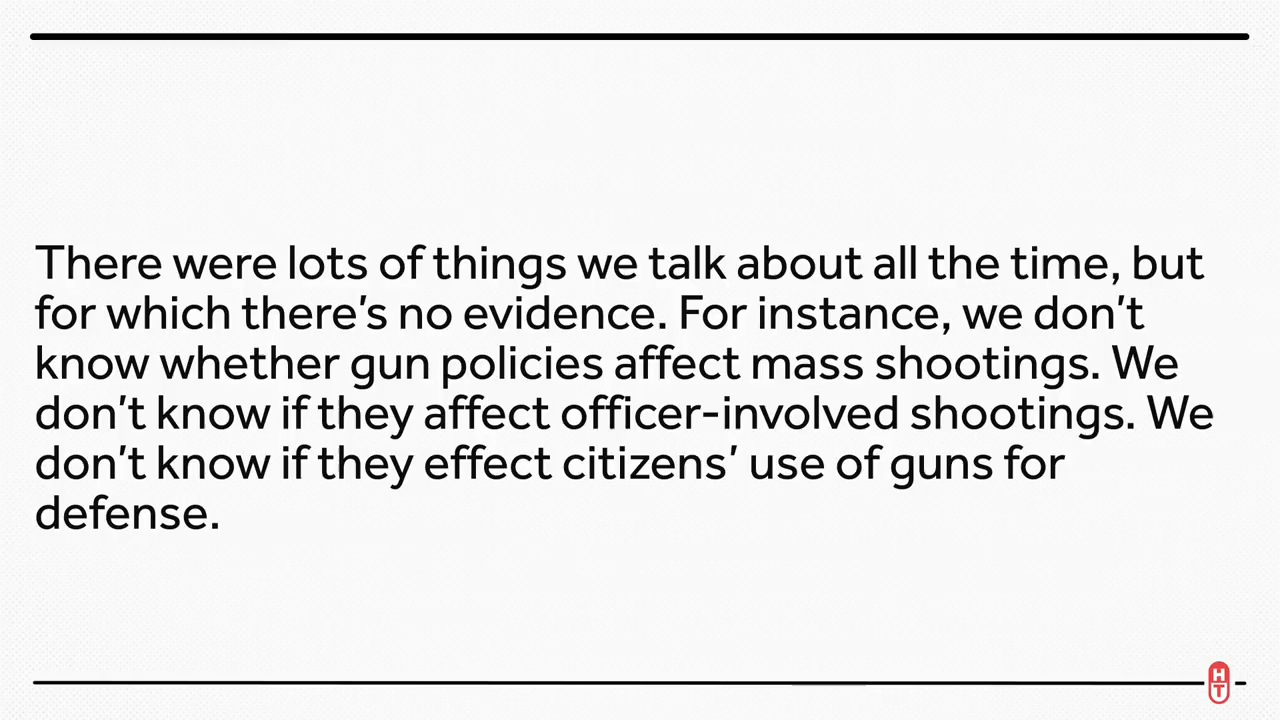 There were lots of things we talk about all the time, but
for which there’s no evidence. For instance, we don’t
know whether gun policies affect mass shootings. We
don’t know if they affect officer-involved shootings. We
don’t know if they effect citizens’ use of guns for
defense.
H
T